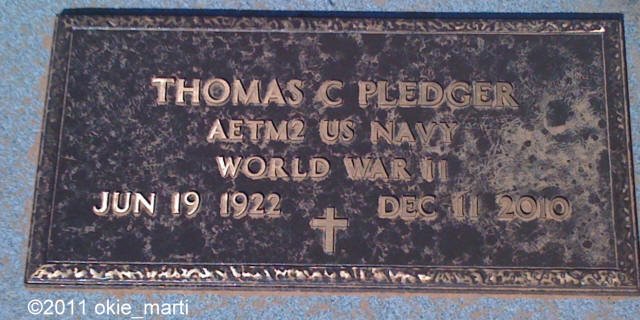 THOMAS C PLEDGER
AETM2 US NAVY
WORLD WAR II
JUN 19 1922 DEC 11 2010
©2011 okie_marti